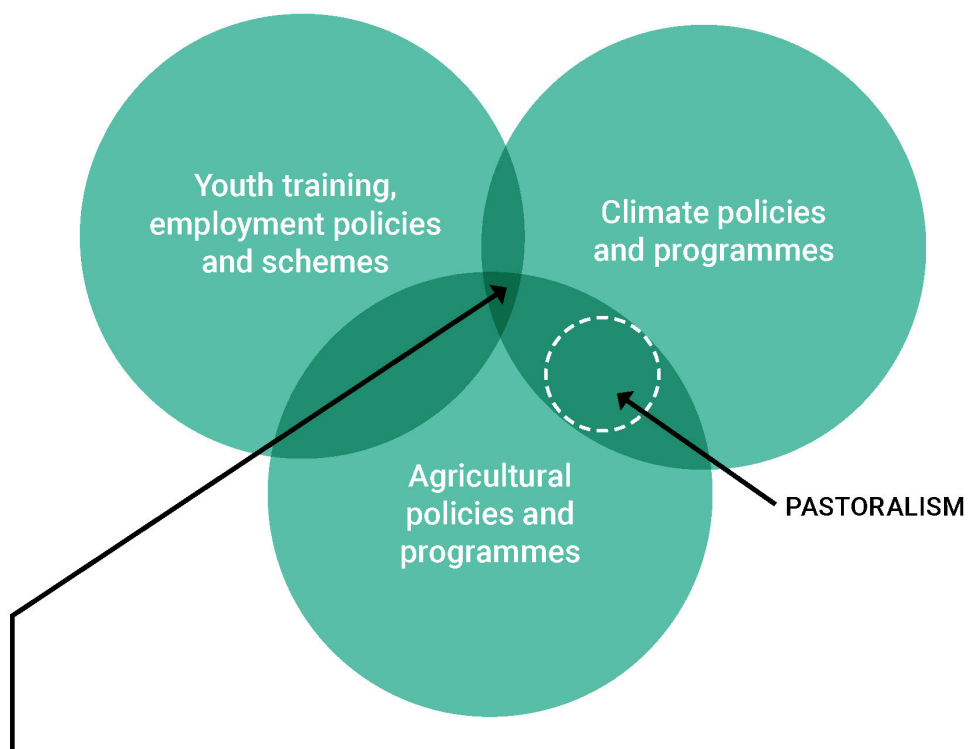 Youth training,
employment policies
and schemes
Climate policies
and programmes
Agricultural
policies and
programmes
PASTORALISM